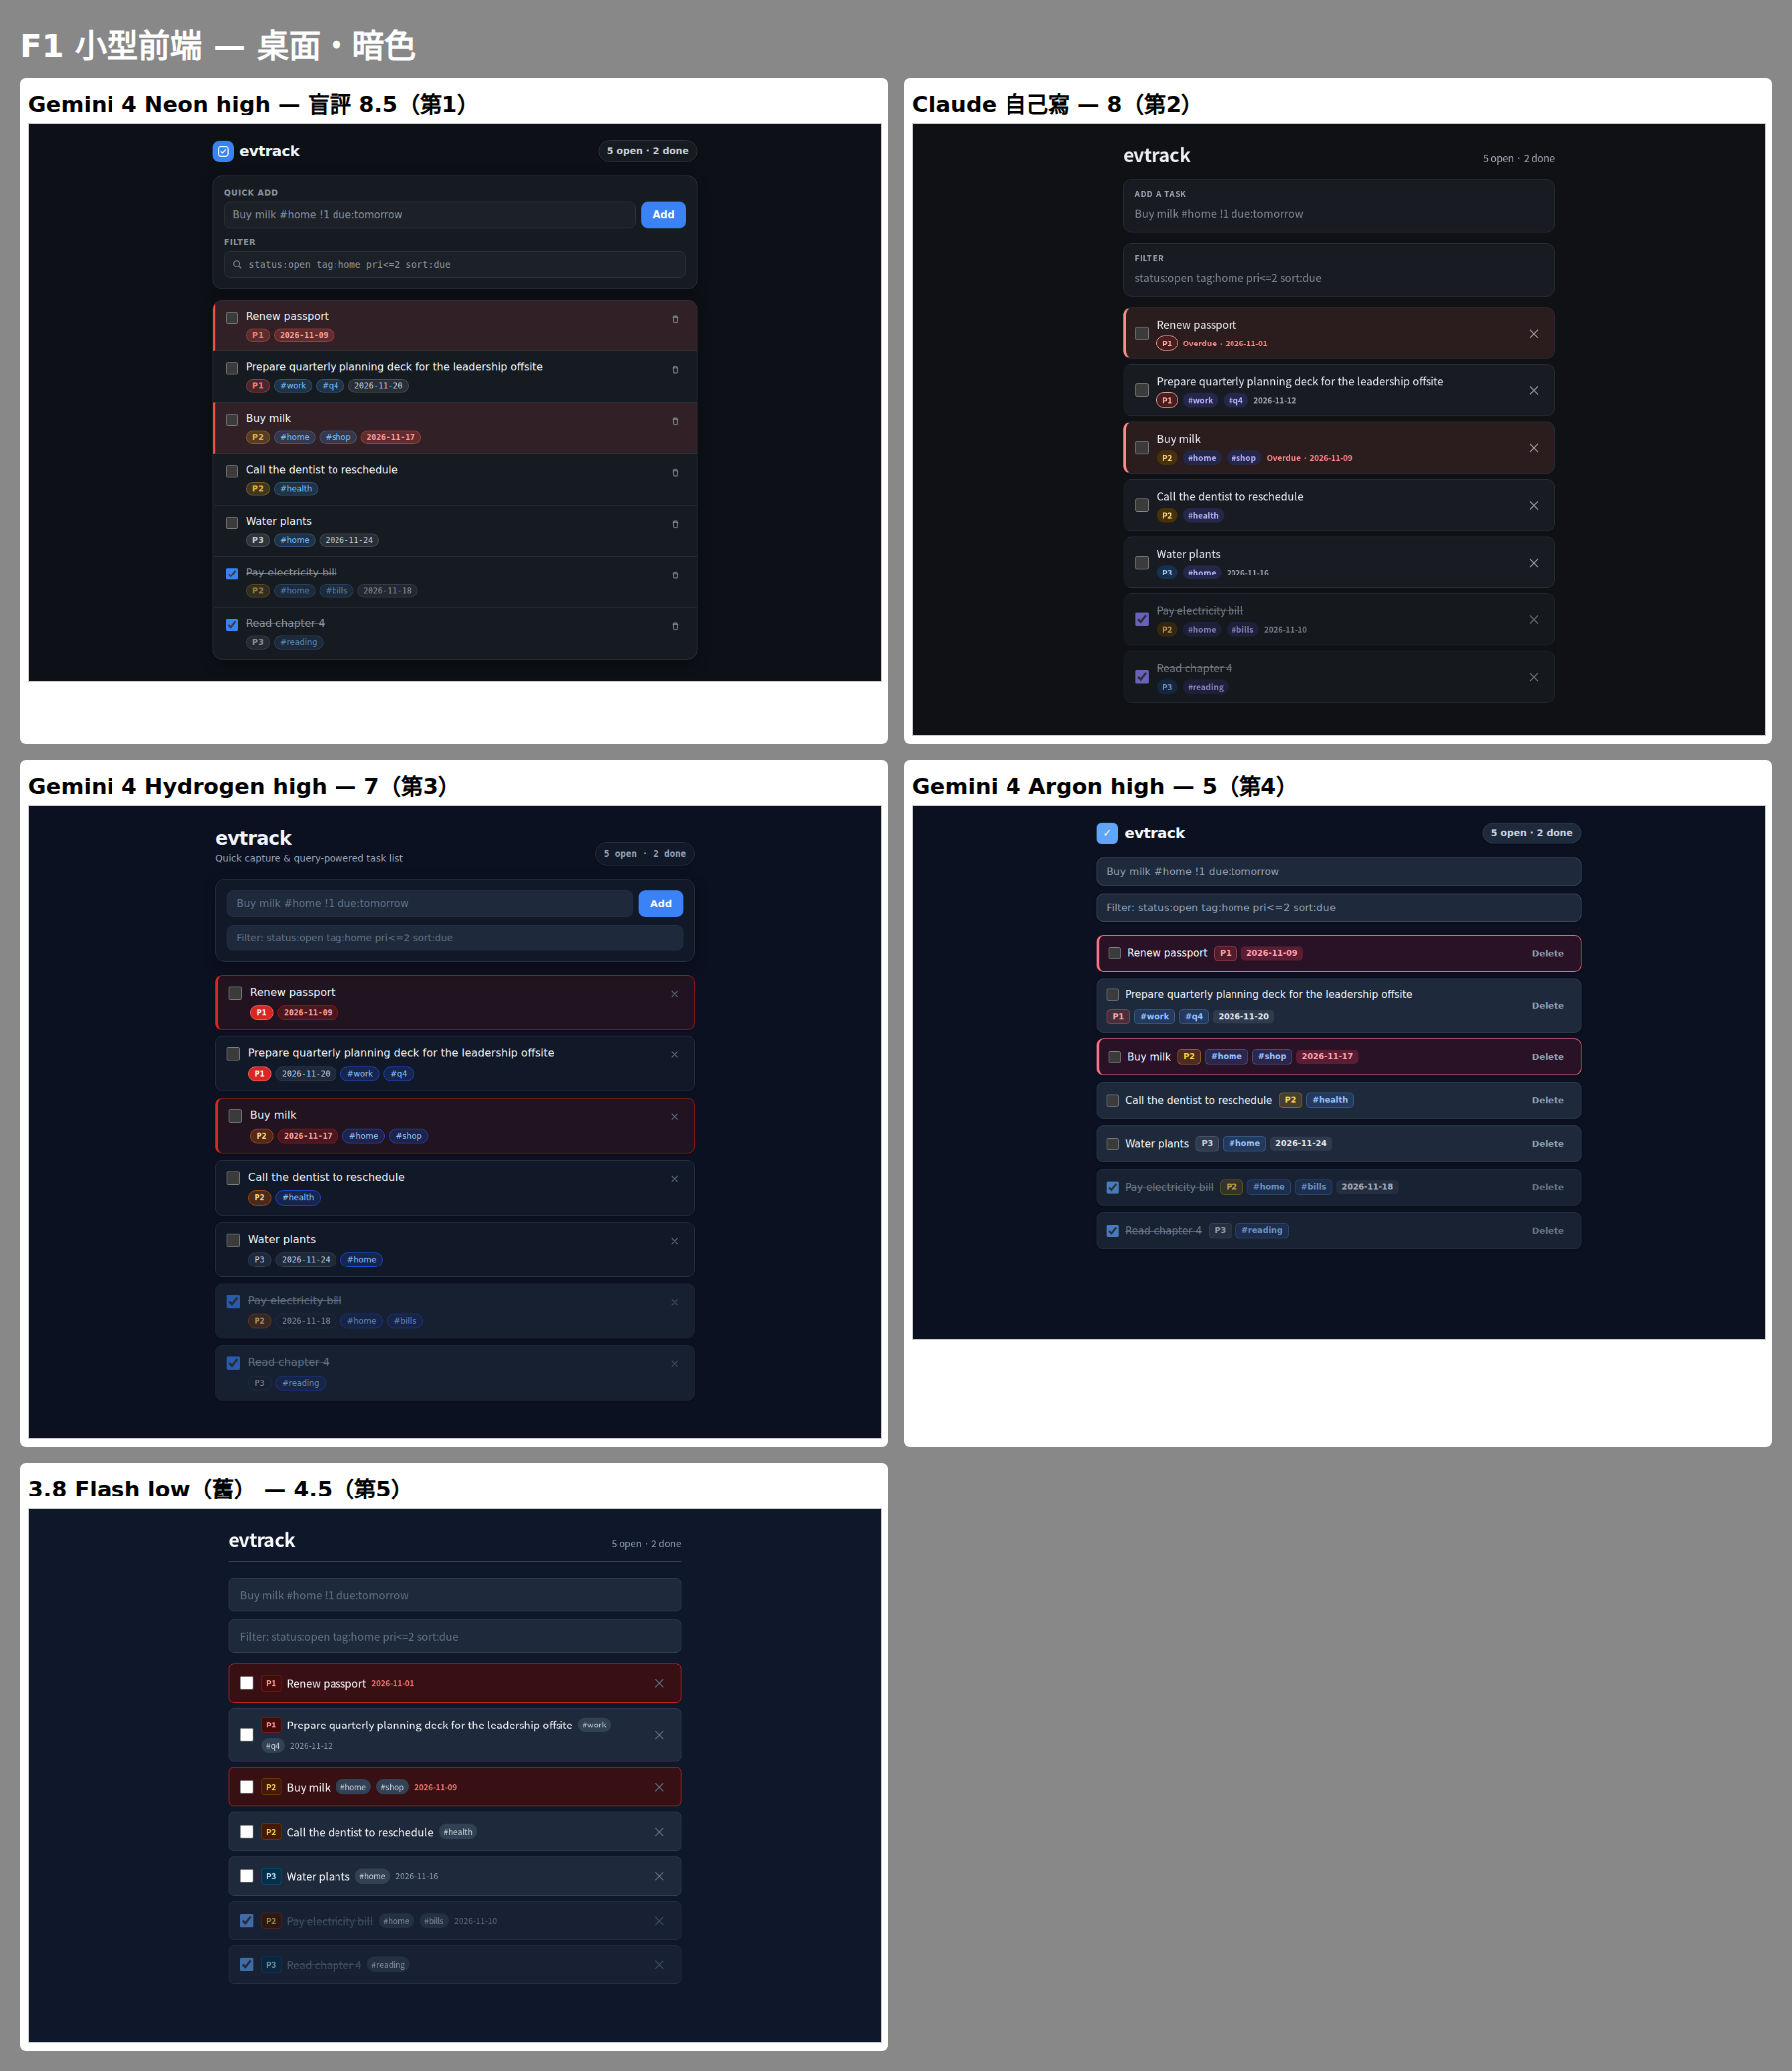 F1 小型前端 — 桌面・暗色
Gemini 4 Neon high — 盲評 8.5（第1）
evtrack
5 open · 2 done
QUICK ADD
Buy milk #home !1 due:tomorrow
Add
FILTER
status:open tag:home pri<=2 sort:due
Renew passport
P1 2026-11-09
Prepare quarterly planning deck for the leadership offsite
P1 #work #q4 2026-11-20
Buy milk
P2 #home #shop 2026-11-17
Call the dentist to reschedule
P2 #health
Water plants
P3 #home 2026-11-24
Pay electricity bill
P2 #home #bills 2026-11-18
Read chapter 4
P3 #reading
Claude 自己寫 — 8（第2）
evtrack
5 open · 2 done
ADD A TASK
Buy milk #home !1 due:tomorrow
FILTER
status:open tag:home pri<=2 sort:due
Renew passport
P1 Overdue · 2026-11-01
Prepare quarterly planning deck for the leadership offsite
P1 #work #q4 2026-11-12
Buy milk
P2 #home #shop Overdue · 2026-11-09
Call the dentist to reschedule
P2 #health
Water plants
P3 #home 2026-11-16
Pay electricity bill
P2 #home #bills 2026-11-10
Read chapter 4
P3 #reading
Gemini 4 Hydrogen high — 7（第3）
evtrack
Quick capture & query-powered task list
5 open · 2 done
Buy milk #home !1 due:tomorrow
Add
Filter: status:open tag:home pri<=2 sort:due
Renew passport
P1 2026-11-09
Prepare quarterly planning deck for the leadership offsite
P1 2026-11-20 #work #q4
Buy milk
P2 2026-11-17 #home #shop
Call the dentist to reschedule
P2 #health
Water plants
P3 2026-11-24 #home
Pay electricity bill
P2 2026-11-18 #home #bills
Read chapter 4
P3 #reading
Gemini 4 Argon high — 5（第4）
evtrack
5 open · 2 done
Buy milk #home !1 due:tomorrow
Filter: status:open tag:home pri<=2 sort:due
Renew passport P1 2026-11-09 Delete
Prepare quarterly planning deck for the leadership offsite
P1 #work #q4 2026-11-20
Delete
Buy milk P2 #home #shop 2026-11-17 Delete
Call the dentist to reschedule P2 #health Delete
Water plants P3 #home 2026-11-24 Delete
Pay electricity bill P2 #home #bills 2026-11-18 Delete
Read chapter 4 P3 #reading Delete
3.8 Flash low（舊） — 4.5（第5）
evtrack
5 open · 2 done
Buy milk #home !1 due:tomorrow
Filter: status:open tag:home pri<=2 sort:due
P1 Renew passport 2026-11-01
P1 Prepare quarterly planning deck for the leadership offsite #work
#q4 2026-11-12
P2 Buy milk #home #shop 2026-11-09
P2 Call the dentist to reschedule #health
P3 Water plants #home 2026-11-16
P2 Pay electricity bill #home #bills 2026-11-10
P3 Read chapter 4 #reading